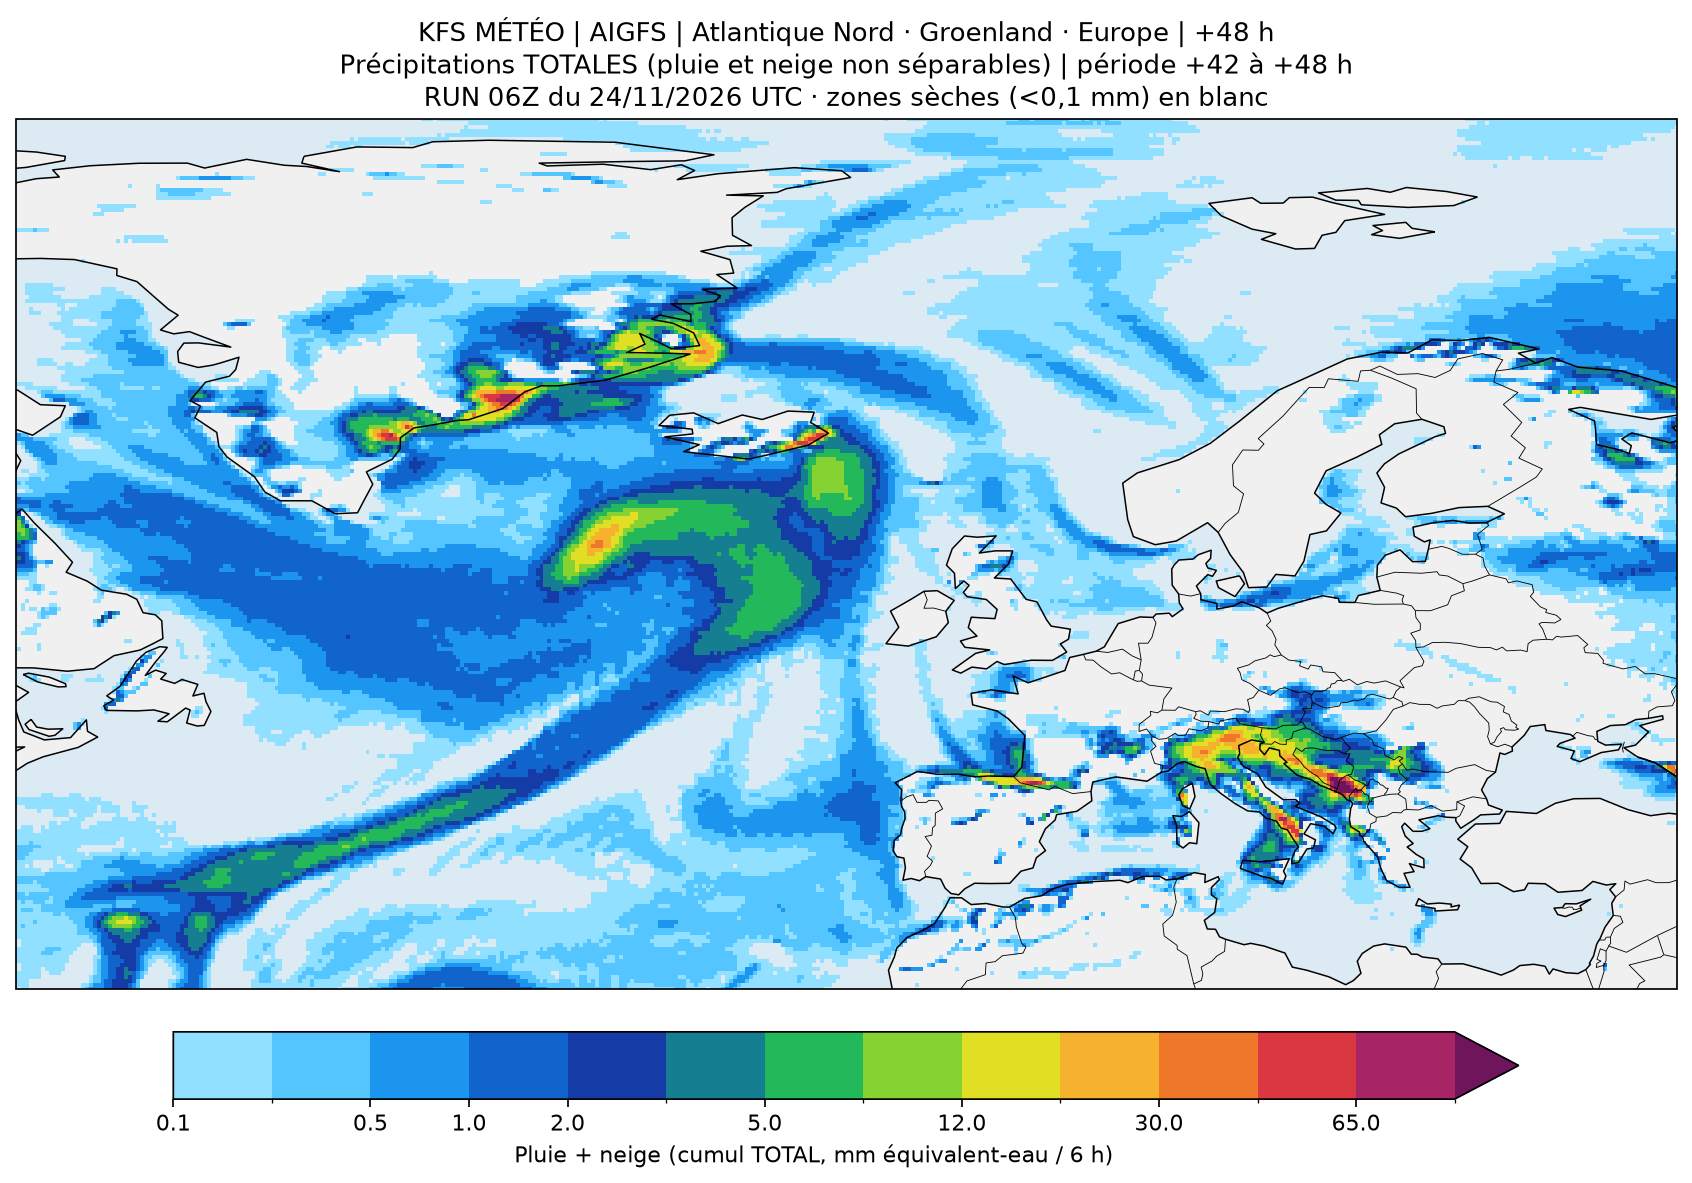 KFS MÉTÉO | AIGFS | Atlantique Nord · Groenland · Europe | +48 h
Précipitations TOTALES (pluie et neige non séparables) | période +42 à +48 h
RUN 06Z du 24/11/2026 UTC · zones sèches (<0,1 mm) en blanc
0.1 0.5 1.0 2.0 5.0 12.0 30.0 65.0
Pluie + neige (cumul TOTAL, mm équivalent-eau / 6 h)